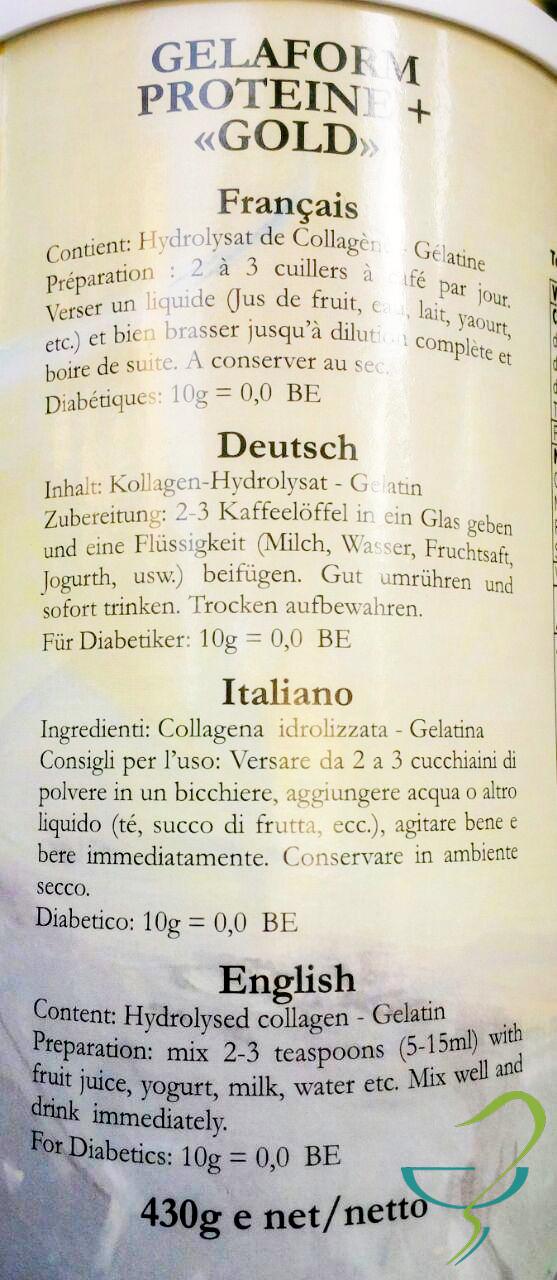 GELAFORM
PROTEINE +
«GOLD»
Français
Contient: Hydrolysat de Collagèn - Gélatine
Préparation : 2 à 3 cuillers à café par jour.
Verser un liquide (Jus de fruit, eau, lait, yaourt,
etc.) et bien brasser jusqu'à dilution complète et
boire de suite. A conserver au sec.
Diabétiques: 10g = 0,0 BE
Deutsch
Inhalt: Kollagen-Hydrolysat - Gelatin
Zubereitung: 2-3 Kaffeelöffel in ein Glas geben
und eine Flüssigkeit (Milch, Wasser, Fruchtsaft,
Jogurth, usw.) beifügen. Gut umrühren und
sofort trinken. Trocken aufbewahren.
Für Diabetiker: 10g = 0,0 BE
Italiano
Ingredienti: Collagena idrolizzata - Gelatina
Consigli per l'uso: Versare da 2 a 3 cucchiaini di
polvere in un bicchiere, aggiungere acqua o altro
liquido (té, succo di frutta, ecc.), agitare bene e
bere immediatamente. Conservare in ambiente
secco.
Diabetico: 10g = 0,0 BE
English
Content: Hydrolysed collagen - Gelatin
Preparation: mix 2-3 teaspoons (5-15ml) with
fruit juice, yogurt, milk, water etc. Mix well and
drink immediately.
For Diabetics: 10g = 0,0 BE
430g e net/netto